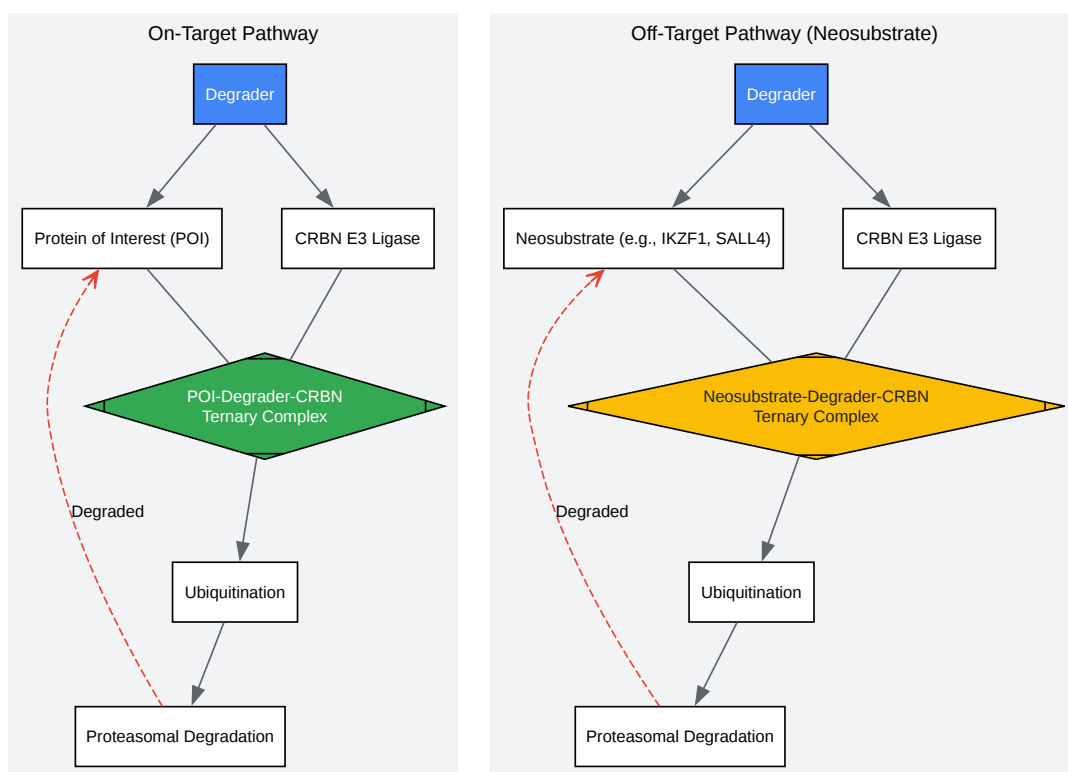 On-Target Pathway
Degrader
Protein of Interest (POI)
CRBN E3 Ligase
POI-Degrader-CRBN
Ternary Complex
Degraded
Ubiquitination
Proteasomal Degradation
Off-Target Pathway (Neosubstrate)
Degrader
Neosubstrate (e.g., IKZF1, SALL4)
CRBN E3 Ligase
Neosubstrate-Degrader-CRBN
Ternary Complex
Degraded
Ubiquitination
Proteasomal Degradation